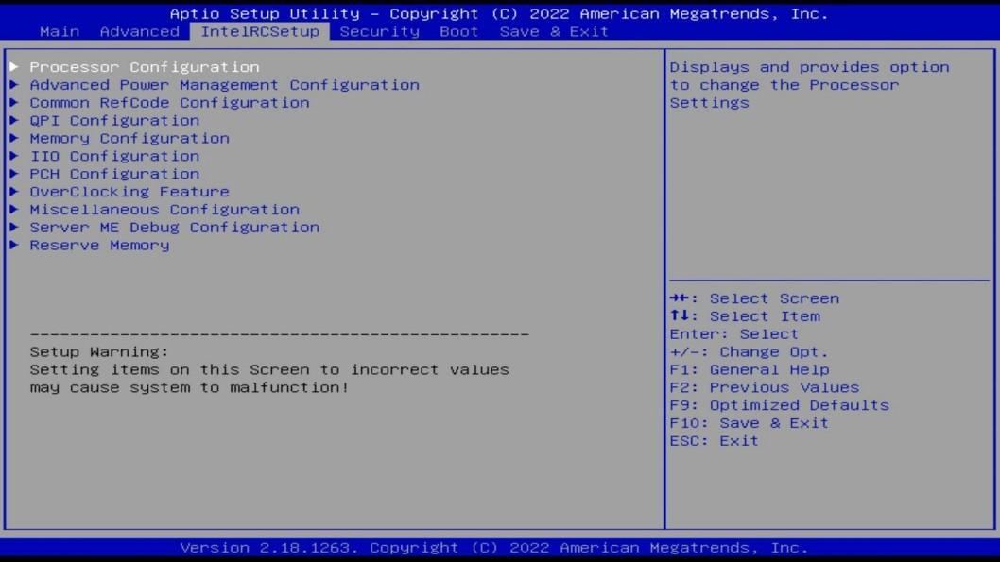 Aptio Setup Utility – Copyright (C) 2022 American Megatrends, Inc.
Main Advanced IntelRCSetup Security Boot Save & Exit
▶ Processor Configuration
▶ Advanced Power Management Configuration
▶ Common RefCode Configuration
▶ QPI Configuration
▶ Memory Configuration
▶ IIO Configuration
▶ PCH Configuration
▶ OverClocking Feature
▶ Miscellaneous Configuration
▶ Server ME Debug Configuration
▶ Reserve Memory
--------------------------------------------------
Setup Warning:
Setting items on this Screen to incorrect values
may cause system to malfunction!
Displays and provides option
to change the Processor
Settings
→←: Select Screen
↑↓: Select Item
Enter: Select
+/-: Change Opt.
F1: General Help
F2: Previous Values
F9: Optimized Defaults
F10: Save & Exit
ESC: Exit
Version 2.18.1263. Copyright (C) 2022 American Megatrends, Inc.